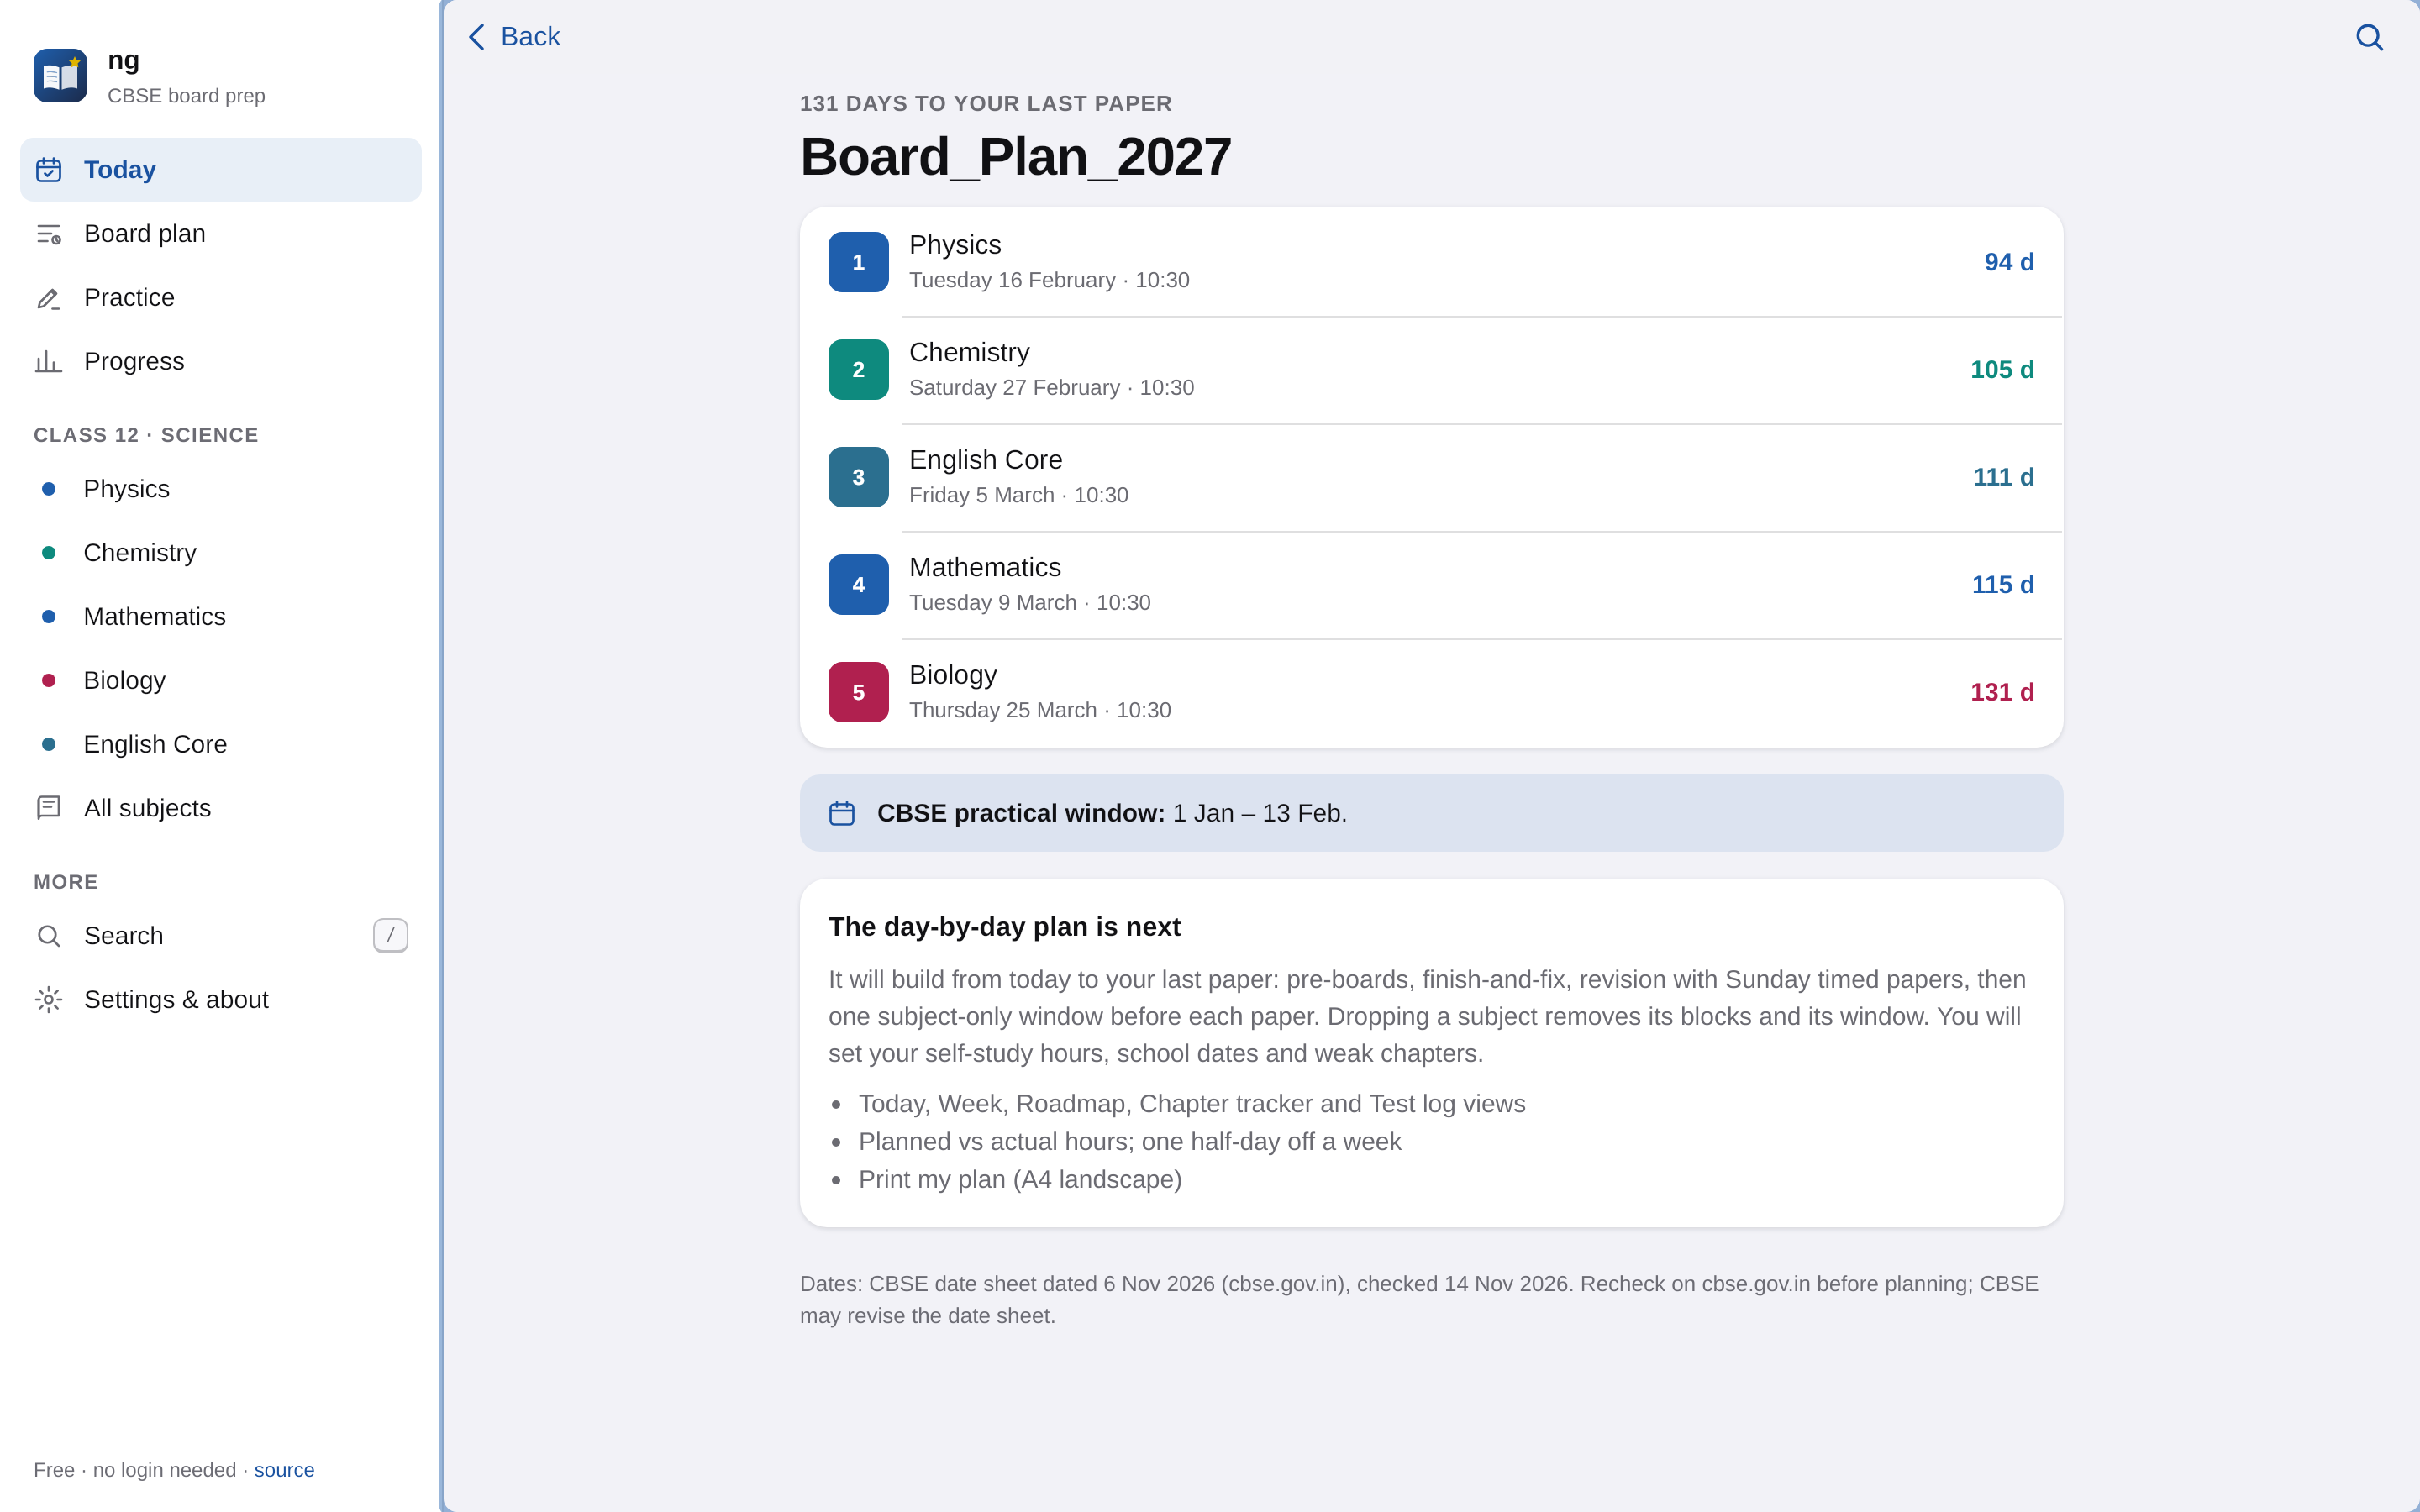 ng
CBSE board prep
Today
Board plan
Practice
Progress
CLASS 12 · SCIENCE
Physics
Chemistry
Mathematics
Biology
English Core
All subjects
MORE
Search /
Settings & about
Free · no login needed · source
Back
131 DAYS TO YOUR LAST PAPER
Board_Plan_2027
1 Physics 94 d
Tuesday 16 February · 10:30
2 Chemistry 105 d
Saturday 27 February · 10:30
3 English Core 111 d
Friday 5 March · 10:30
4 Mathematics 115 d
Tuesday 9 March · 10:30
5 Biology 131 d
Thursday 25 March · 10:30
CBSE practical window: 1 Jan – 13 Feb.
The day-by-day plan is next
It will build from today to your last paper: pre-boards, finish-and-fix, revision with Sunday timed papers, then
one subject-only window before each paper. Dropping a subject removes its blocks and its window. You will
set your self-study hours, school dates and weak chapters.
• Today, Week, Roadmap, Chapter tracker and Test log views
• Planned vs actual hours; one half-day off a week
• Print my plan (A4 landscape)
Dates: CBSE date sheet dated 6 Nov 2026 (cbse.gov.in), checked 14 Nov 2026. Recheck on cbse.gov.in before planning; CBSE
may revise the date sheet.